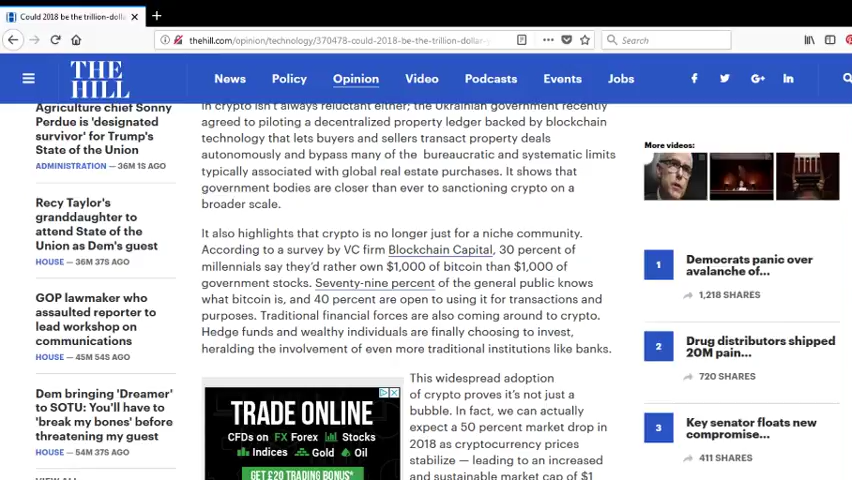 Could 2018 be the trillion-dolla
thehill.com/opinion/technology/370478-could-2018-be-the-trillion-dollar-y
Search
THE
HILL
News
Policy
Opinion
Video
Podcasts
Events
Jobs
Agriculture chief Sonny
Perdue is 'designated
survivor' for Trump's
State of the Union
ADMINISTRATION — 36M 1S AGO
Recy Taylor's
granddaughter to
attend State of the
Union as Dem's guest
HOUSE — 36M 37S AGO
GOP lawmaker who
assaulted reporter to
lead workshop on
communications
HOUSE — 45M 54S AGO
Dem bringing 'Dreamer'
to SOTU: You'll have to
'break my bones' before
threatening my guest
HOUSE — 54M 37S AGO
VIEW ALL
in crypto isn't always reluctant either; the Ukrainian government recently
agreed to piloting a decentralized property ledger backed by blockchain
technology that lets buyers and sellers transact property deals
autonomously and bypass many of the bureaucratic and systematic limits
typically associated with global real estate purchases. It shows that
government bodies are closer than ever to sanctioning crypto on a
broader scale.
It also highlights that crypto is no longer just for a niche community.
According to a survey by VC firm Blockchain Capital, 30 percent of
millennials say they'd rather own $1,000 of bitcoin than $1,000 of
government stocks. Seventy-nine percent of the general public knows
what bitcoin is, and 40 percent are open to using it for transactions and
purposes. Traditional financial forces are also coming around to crypto.
Hedge funds and wealthy individuals are finally choosing to invest,
heralding the involvement of even more traditional institutions like banks.
TRADE ONLINE
CFDs on FX Forex Stocks
Indices Gold Oil
GET £20 TRADING BONUS*
This widespread adoption
of crypto proves it's not just a
bubble. In fact, we can actually
expect a 50 percent market drop in
2018 as cryptocurrency prices
stabilize — leading to an increased
and sustainable market cap of $1
More videos:
1
Democrats panic over
avalanche of...
1,218 SHARES
2
Drug distributors shipped
20M pain...
720 SHARES
3
Key senator floats new
compromise...
411 SHARES